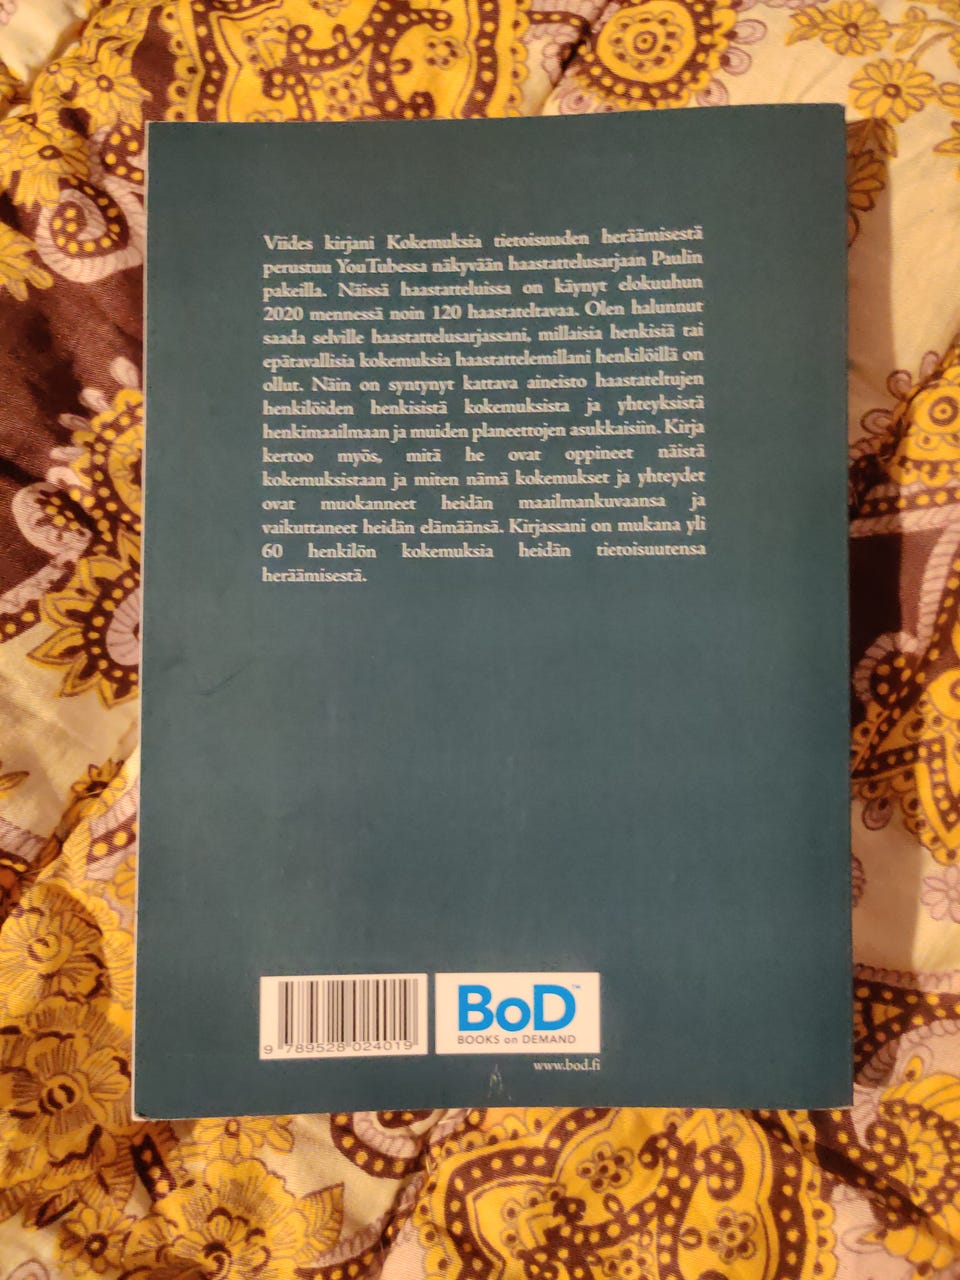 Viides kirjani Kokemuksia tietoisuuden heräämisestä
perustuu YouTubessa näkyvään haastattelusarjaan Paulin
pakeilla. Näissä haastatteluissa on käynyt elokuuhun
2020 mennessä noin 120 haastateltavaa. Olen halunnut
saada selville haastattelusarjassani, millaisia henkisiä tai
epätavallisia kokemuksia haastattelemillani henkilöillä on
ollut. Näin on syntynyt kattava aineisto haastateltujen
henkilöiden henkisistä kokemuksista ja yhteyksistä
henkimaailmaan ja muiden planeettojen asukkaisiin. Kirja
kertoo myös, mitä he ovat oppineet näistä
kokemuksistaan ja miten nämä kokemukset ja yhteydet
ovat muokanneet heidän maailmankuvaansa ja
vaikuttaneet heidän elämäänsä. Kirjassani on mukana yli
60 henkilön kokemuksia heidän tietoisuutensa
heräämisestä.
9 789528 024019
BoD™
BOOKS on DEMAND
www.bod.fi